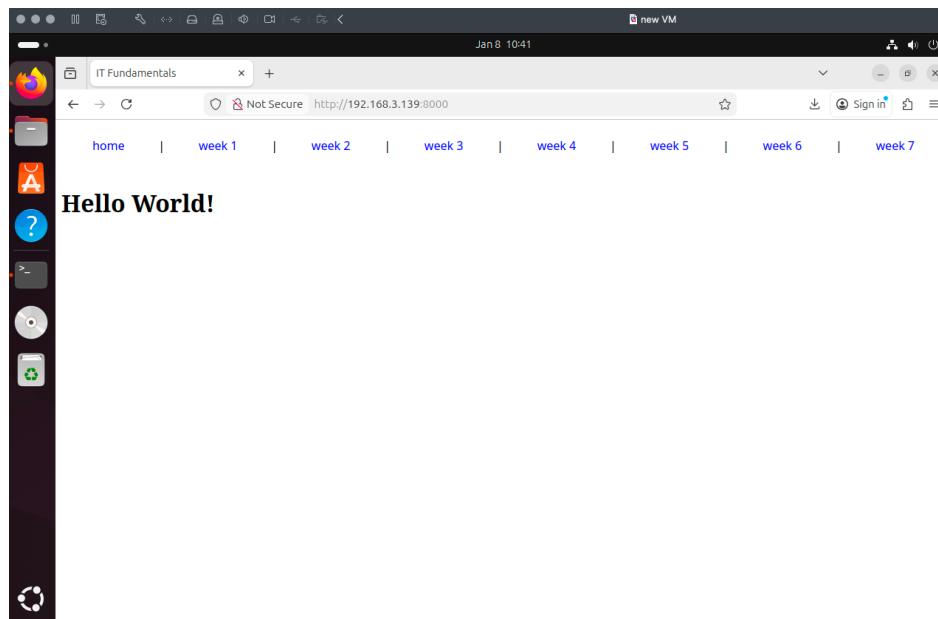 new VM
Jan 8 10:41
IT Fundamentals
Not Secure http://192.168.3.139:8000 Sign in
home | week 1 | week 2 | week 3 | week 4 | week 5 | week 6 | week 7
Hello World!